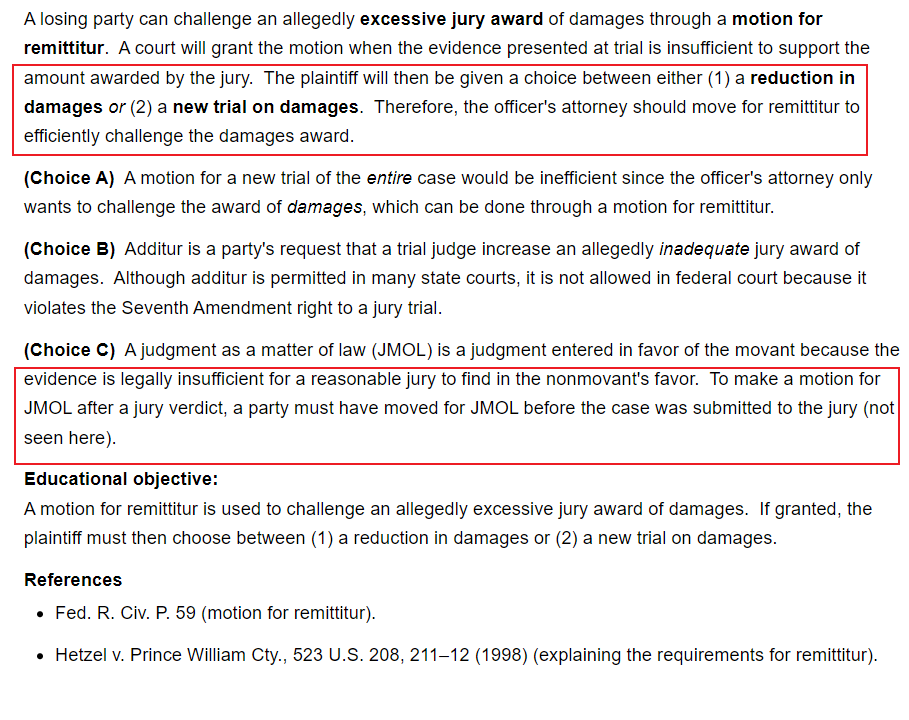 A losing party can challenge an allegedly excessive jury award of damages through a motion for
remittitur.  A court will grant the motion when the evidence presented at trial is insufficient to support the
amount awarded by the jury.  The plaintiff will then be given a choice between either (1) a reduction in
damages or (2) a new trial on damages.  Therefore, the officer's attorney should move for remittitur to
efficiently challenge the damages award.
(Choice A)  A motion for a new trial of the entire case would be inefficient since the officer's attorney only
wants to challenge the award of damages, which can be done through a motion for remittitur.
(Choice B)  Additur is a party's request that a trial judge increase an allegedly inadequate jury award of
damages.  Although additur is permitted in many state courts, it is not allowed in federal court because it
violates the Seventh Amendment right to a jury trial.
(Choice C)  A judgment as a matter of law (JMOL) is a judgment entered in favor of the movant because the
evidence is legally insufficient for a reasonable jury to find in the nonmovant's favor.  To make a motion for
JMOL after a jury verdict, a party must have moved for JMOL before the case was submitted to the jury (not
seen here).
Educational objective:
A motion for remittitur is used to challenge an allegedly excessive jury award of damages.  If granted, the
plaintiff must then choose between (1) a reduction in damages or (2) a new trial on damages.
References
• Fed. R. Civ. P. 59 (motion for remittitur).
• Hetzel v. Prince William Cty., 523 U.S. 208, 211–12 (1998) (explaining the requirements for remittitur).